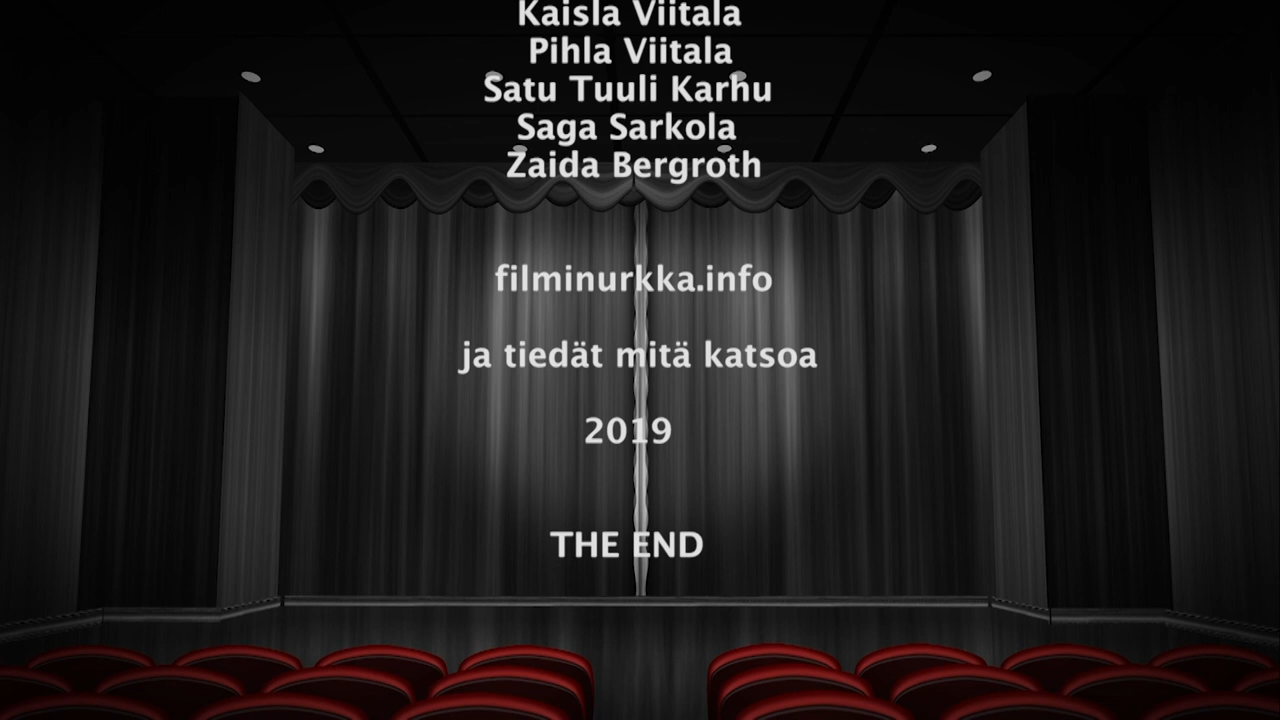 Kaisla Viitala
Pihla Viitala
Satu Tuuli Karhu
Saga Sarkola
Zaida Bergroth
filminurkka.info
ja tiedät mitä katsoa
2019
THE END